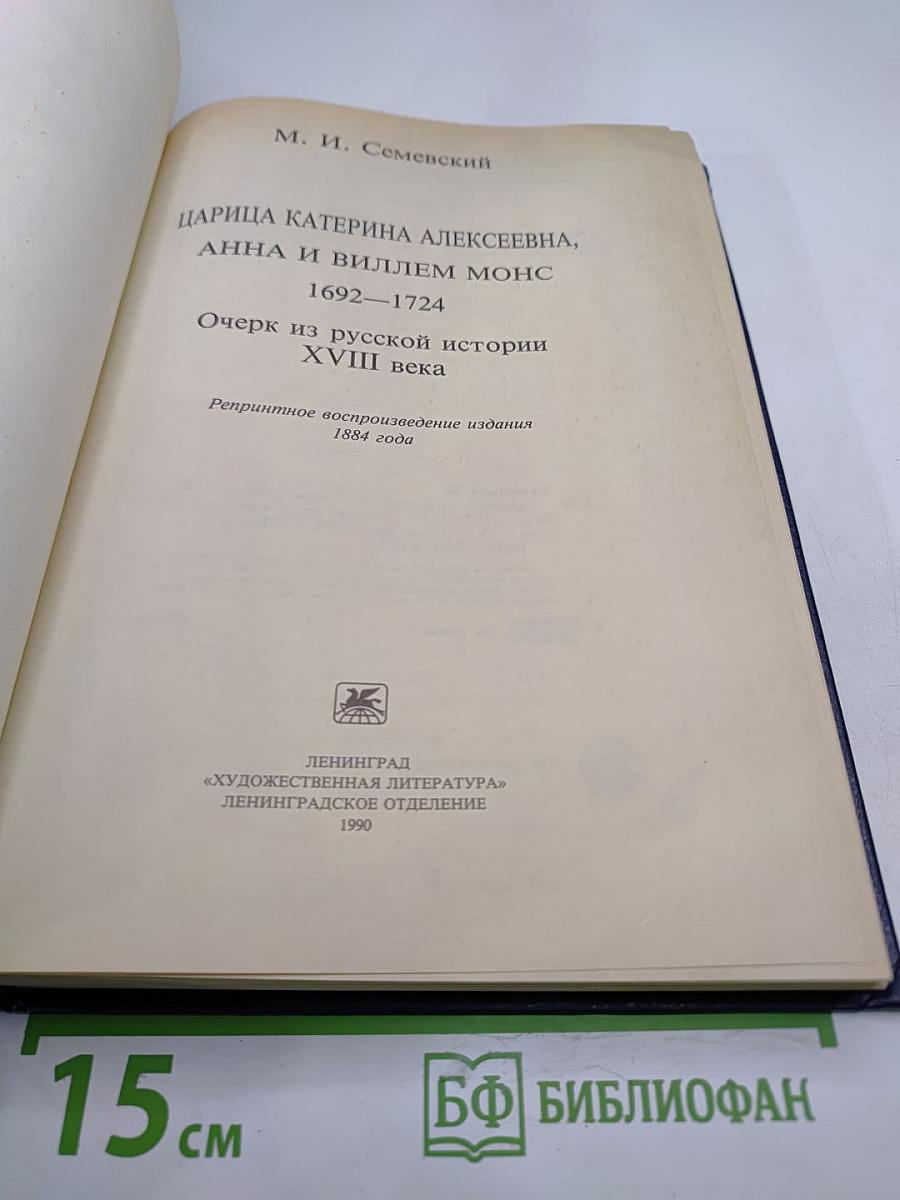 М. И. Семевский
ЦАРИЦА КАТЕРИНА АЛЕКСЕЕВНА,
АННА И ВИЛЛЕМ МОНС
1692—1724
Очерк из русской истории
XVIII века
Репринтное воспроизведение издания
1884 года
ЛЕНИНГРАД
«ХУДОЖЕСТВЕННАЯ ЛИТЕРАТУРА»
ЛЕНИНГРАДСКОЕ ОТДЕЛЕНИЕ
1990
15 см
БФ БИБЛИОФАН